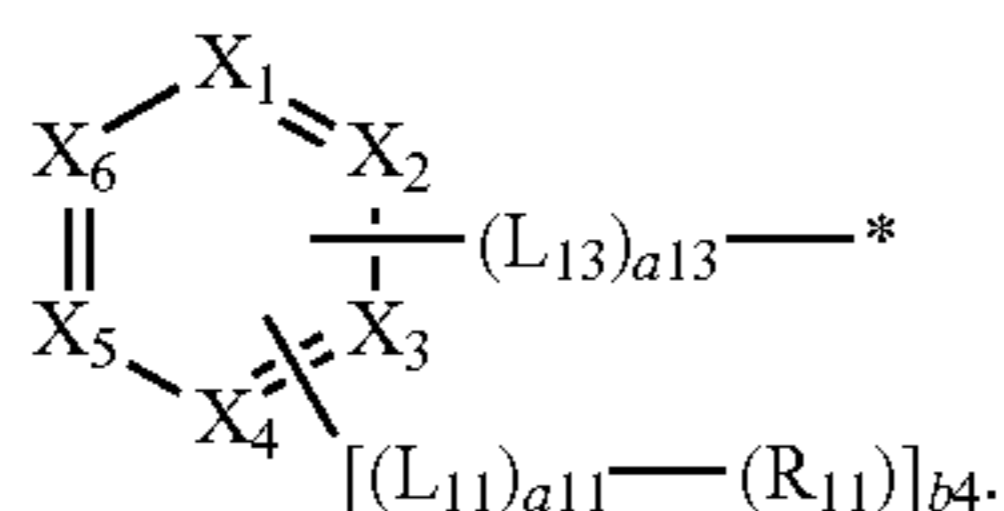 X₁
X₆ X₂
(L₁₃)ₐ₁₃ *
X₅ X₃
X₄
[(L₁₁)ₐ₁₁ (R₁₁)]b4.